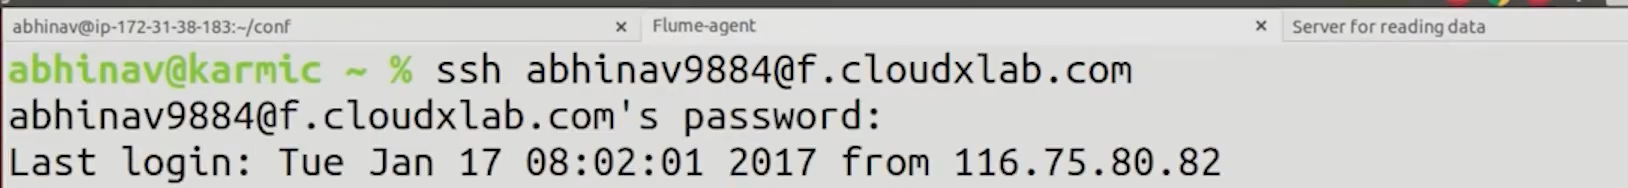 abhinav@ip-172-31-38-183:~/conf × Flume-agent × Server for reading data
abhinav@karmic ~ % ssh abhinav9884@f.cloudxlab.com
abhinav9884@f.cloudxlab.com's password:
Last login: Tue Jan 17 08:02:01 2017 from 116.75.80.82